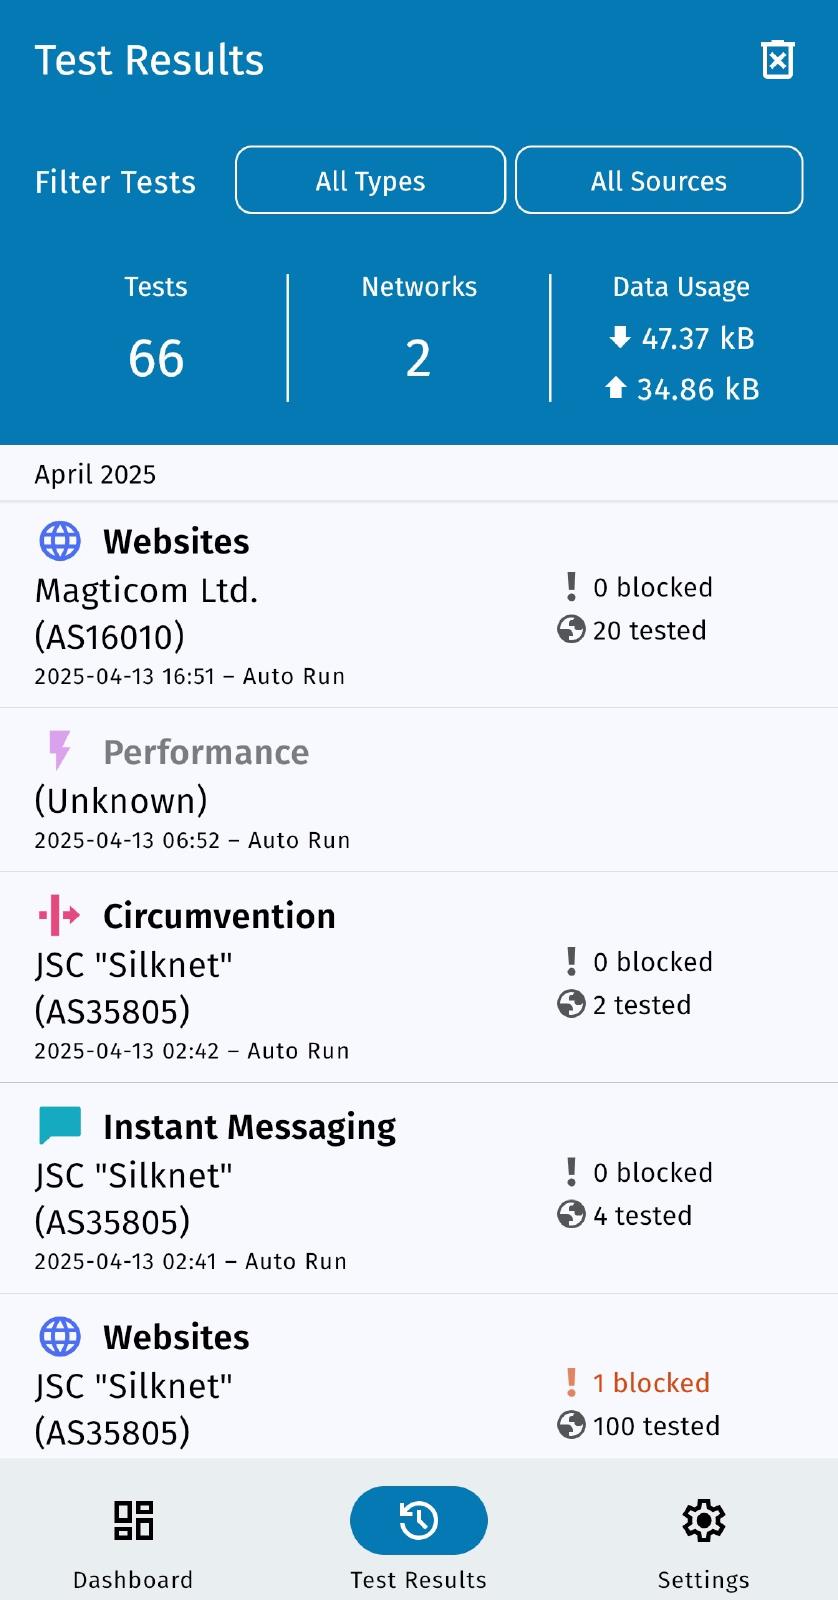 Test Results
Filter Tests
All Types
All Sources
Tests
66
Networks
2
Data Usage
47.37 kB
34.86 kB
April 2025
Websites
Magticom Ltd.
(AS16010)
2025-04-13 16:51 – Auto Run
0 blocked
20 tested
Performance
(Unknown)
2025-04-13 06:52 – Auto Run
Circumvention
JSC "Silknet"
(AS35805)
2025-04-13 02:42 – Auto Run
0 blocked
2 tested
Instant Messaging
JSC "Silknet"
(AS35805)
2025-04-13 02:41 – Auto Run
0 blocked
4 tested
Websites
JSC "Silknet"
(AS35805)
1 blocked
100 tested
Dashboard
Test Results
Settings